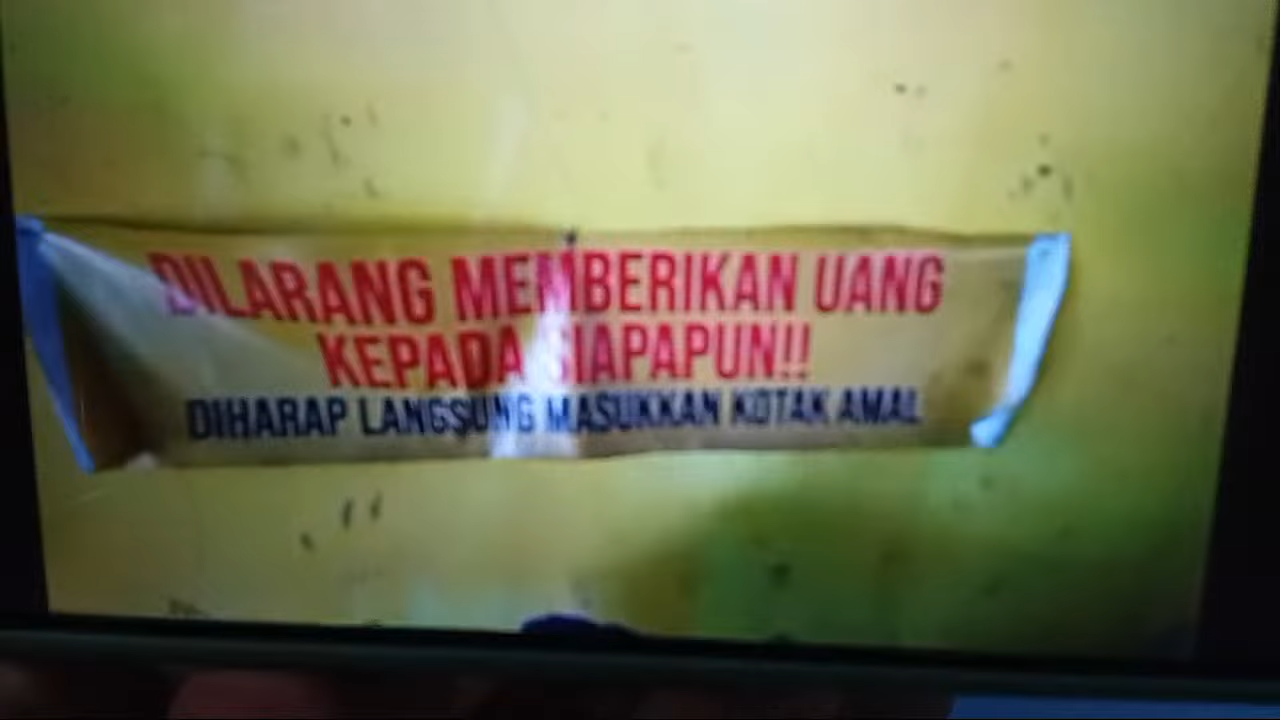 DILARANG MEMBERIKAN UANG
KEPADA SIAPAPUN!!
DIHARAP LANGSUNG MASUKKAN KOTAK AMAL